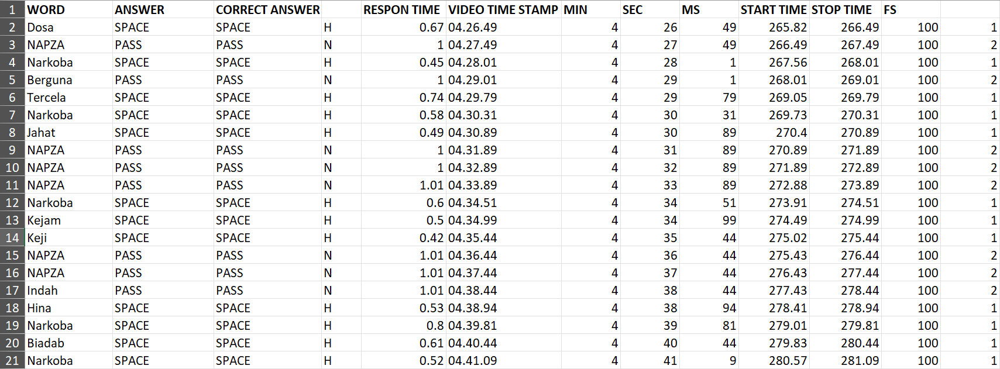 1 WORD ANSWER CORRECT ANSWER RESPON TIME VIDEO TIME STAMP MIN SEC MS START TIME STOP TIME FS
2 Dosa SPACE SPACE H 0.67 04.26.49 4 26 49 265.82 266.49 100 1
3 NAPZA PASS PASS N 1 04.27.49 4 27 49 266.49 267.49 100 2
4 Narkoba SPACE SPACE H 0.45 04.28.01 4 28 1 267.56 268.01 100 1
5 Berguna PASS PASS N 1 04.29.01 4 29 1 268.01 269.01 100 2
6 Tercela SPACE SPACE H 0.74 04.29.79 4 29 79 269.05 269.79 100 1
7 Narkoba SPACE SPACE H 0.58 04.30.31 4 30 31 269.73 270.31 100 1
8 Jahat SPACE SPACE H 0.49 04.30.89 4 30 89 270.4 270.89 100 1
9 NAPZA PASS PASS N 1 04.31.89 4 31 89 270.89 271.89 100 2
10 NAPZA PASS PASS N 1 04.32.89 4 32 89 271.89 272.89 100 2
11 NAPZA PASS PASS N 1.01 04.33.89 4 33 89 272.88 273.89 100 2
12 Narkoba SPACE SPACE H 0.6 04.34.51 4 34 51 273.91 274.51 100 1
13 Kejam SPACE SPACE H 0.5 04.34.99 4 34 99 274.49 274.99 100 1
14 Keji SPACE SPACE H 0.42 04.35.44 4 35 44 275.02 275.44 100 1
15 NAPZA PASS PASS N 1.01 04.36.44 4 36 44 275.43 276.44 100 2
16 NAPZA PASS PASS N 1.01 04.37.44 4 37 44 276.43 277.44 100 2
17 Indah PASS PASS N 1.01 04.38.44 4 38 44 277.43 278.44 100 2
18 Hina SPACE SPACE H 0.53 04.38.94 4 38 94 278.41 278.94 100 1
19 Narkoba SPACE SPACE H 0.8 04.39.81 4 39 81 279.01 279.81 100 1
20 Biadab SPACE SPACE H 0.61 04.40.44 4 40 44 279.83 280.44 100 1
21 Narkoba SPACE SPACE H 0.52 04.41.09 4 41 9 280.57 281.09 100 1